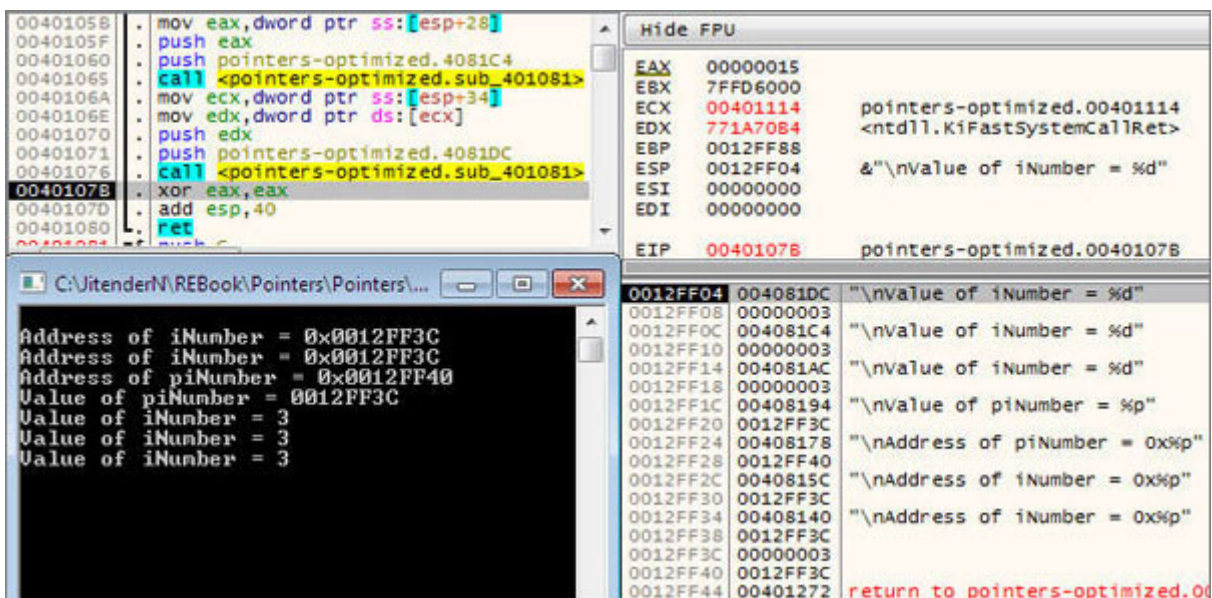 0040105B . mov eax,dword ptr ss:[esp+28]
0040105F . push eax
00401060 . push pointers-optimized.4081C4
00401065 . call <pointers-optimized.sub_401081>
0040106A . mov ecx,dword ptr ss:[esp+34]
0040106E . mov edx,dword ptr ds:[ecx]
00401070 . push edx
00401071 . push pointers-optimized.4081DC
00401076 . call <pointers-optimized.sub_401081>
0040107B . xor eax,eax
0040107D . add esp,40
00401080 . ret
Hide FPU
EAX 00000015
EBX 7FFD6000
ECX 00401114 pointers-optimized.00401114
EDX 771A70B4 <ntdll.KiFastSystemCallRet>
EBP 0012FF88
ESP 0012FF04 &"\nValue of iNumber = %d"
ESI 00000000
EDI 00000000
EIP 0040107B pointers-optimized.0040107B
C:\JitenderN\REBook\Pointers\Pointers\...
Address of iNumber = 0x0012FF3C
Address of iNumber = 0x0012FF3C
Address of piNumber = 0x0012FF40
Value of piNumber = 0012FF3C
Value of iNumber = 3
Value of iNumber = 3
Value of iNumber = 3
0012FF04 004081DC "\nValue of iNumber = %d"
0012FF08 00000003
0012FF0C 004081C4 "\nValue of iNumber = %d"
0012FF10 00000003
0012FF14 004081AC "\nValue of iNumber = %d"
0012FF18 00000003
0012FF1C 00408194 "\nValue of piNumber = %p"
0012FF20 0012FF3C
0012FF24 00408178 "\nAddress of piNumber = 0x%p"
0012FF28 0012FF40
0012FF2C 0040815C "\nAddress of iNumber = 0x%p"
0012FF30 0012FF3C
0012FF34 00408140 "\nAddress of iNumber = 0x%p"
0012FF38 0012FF3C
0012FF3C 00000003
0012FF40 0012FF3C
0012FF44 00401272 return to pointers-optimized.00